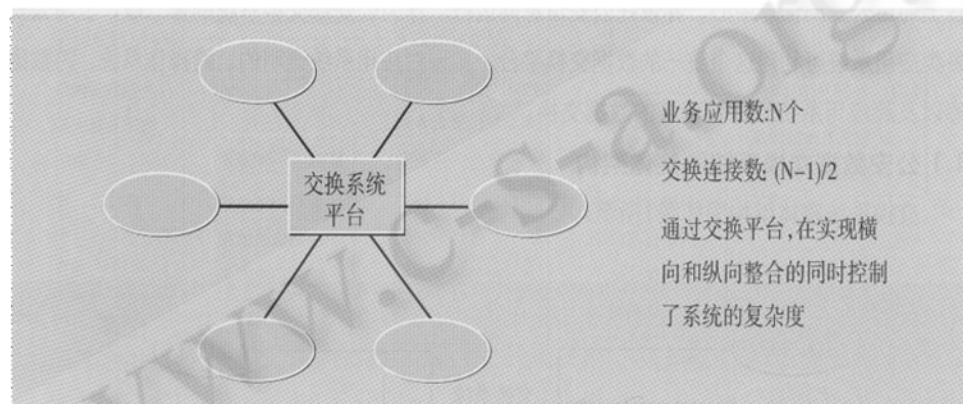 交换系统
平台
业务应用数:N个
交换连接数: (N-1)/2
通过交换平台,在实现横
向和纵向整合的同时控制
了系统的复杂度
www.c-s-a.org